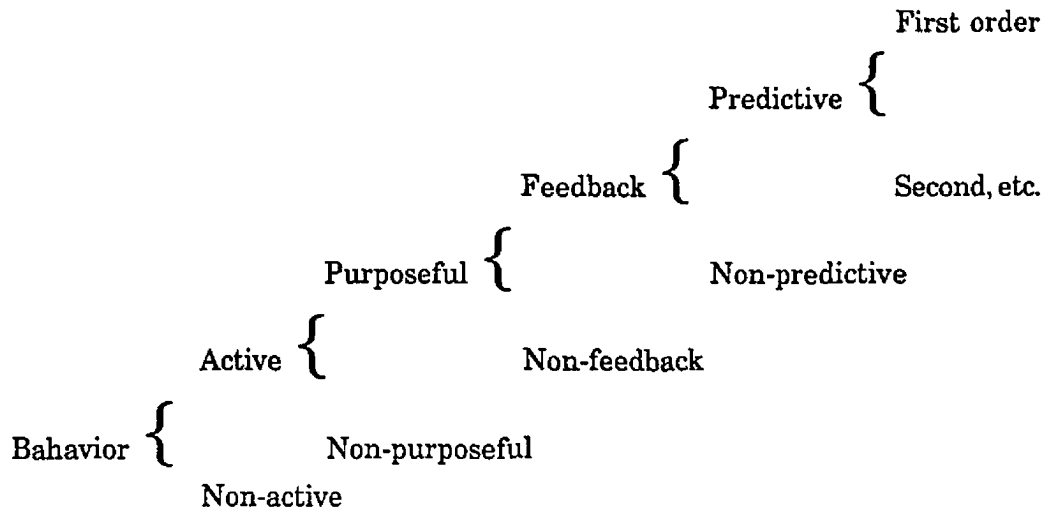 First order
Predictive {
Feedback { Second, etc.
Purposeful { Non-predictive
Active { Non-feedback
Bahavior { Non-purposeful
Non-active